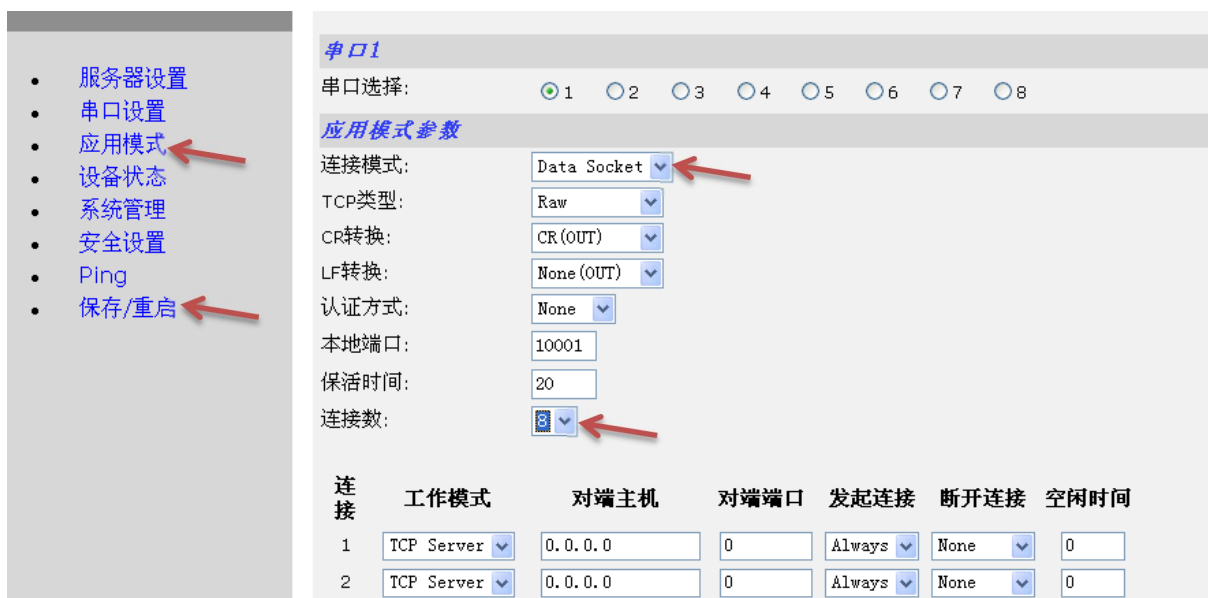 服务器设置
串口设置
应用模式
设备状态
系统管理
安全设置
Ping
保存/重启
串口1
串口选择: 1 2 3 4 5 6 7 8
应用模式参数
连接模式: Data Socket
TCP类型: Raw
CR转换: CR(OUT)
LF转换: None(OUT)
认证方式: None
本地端口: 10001
保活时间: 20
连接数: 8
连接 工作模式 对端主机 对端端口 发起连接 断开连接 空闲时间
1 TCP Server 0.0.0.0 0 Always None 0
2 TCP Server 0.0.0.0 0 Always None 0